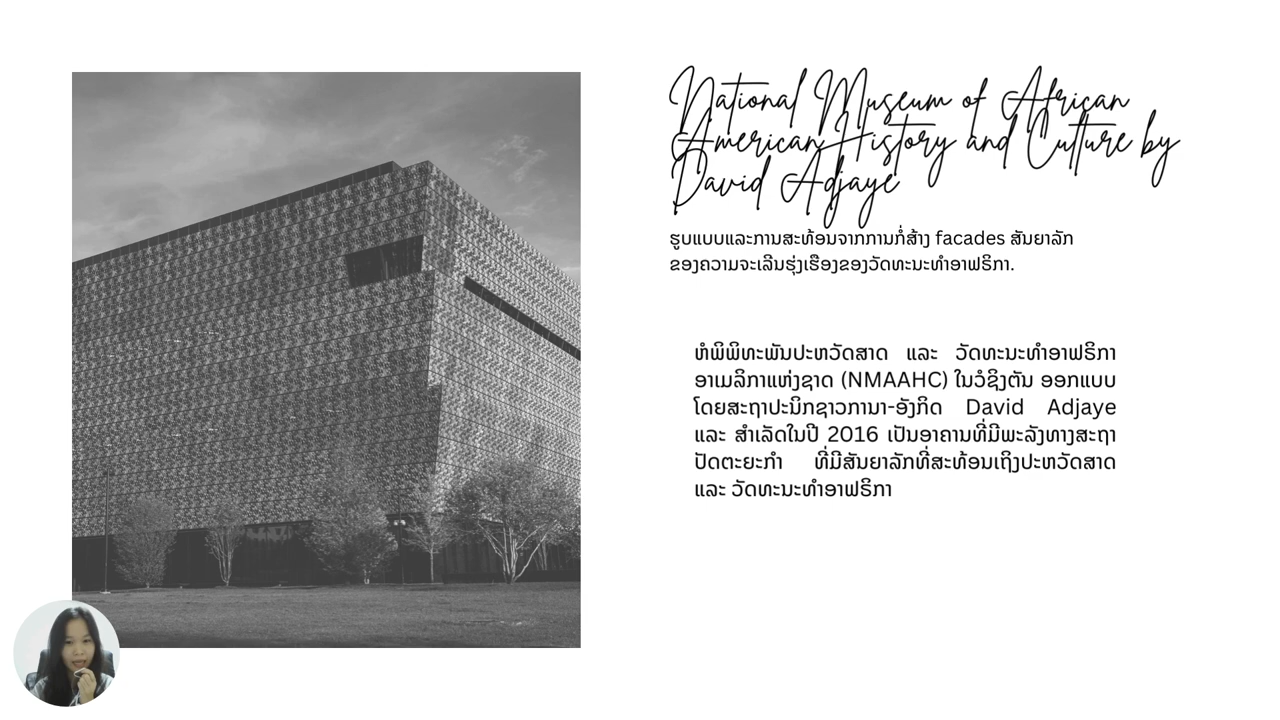 National Museum of African
American History and Culture by
David Adjaye
ຮູບແບບແລະການສະທ້ອນຈາກການກໍ່ສ້າງ facades ສັນຍາລັກ
ຂອງຄວາມຈະເລີນຮຸ່ງເຮືອງຂອງວັດທະນະທຳອາຟຣິກາ.
ຫໍພິພິທະພັນປະຫວັດສາດ ແລະ ວັດທະນະທຳອາຟຣິກາ
ອາເມລິກາແຫ່ງຊາດ (NMAAHC) ໃນວໍຊິງຕັນ ອອກແບບ
ໂດຍສະຖາປະນິກຊາວການາ-ອັງກິດ David Adjaye
ແລະ ສຳເລັດໃນປີ 2016 ເປັນອາຄານທີ່ມີພະລັງທາງສະຖາ
ປັດຕະຍະກຳ ທີ່ມີສັນຍາລັກທີ່ສະທ້ອນເຖິງປະຫວັດສາດ
ແລະ ວັດທະນະທຳອາຟຣິກາ